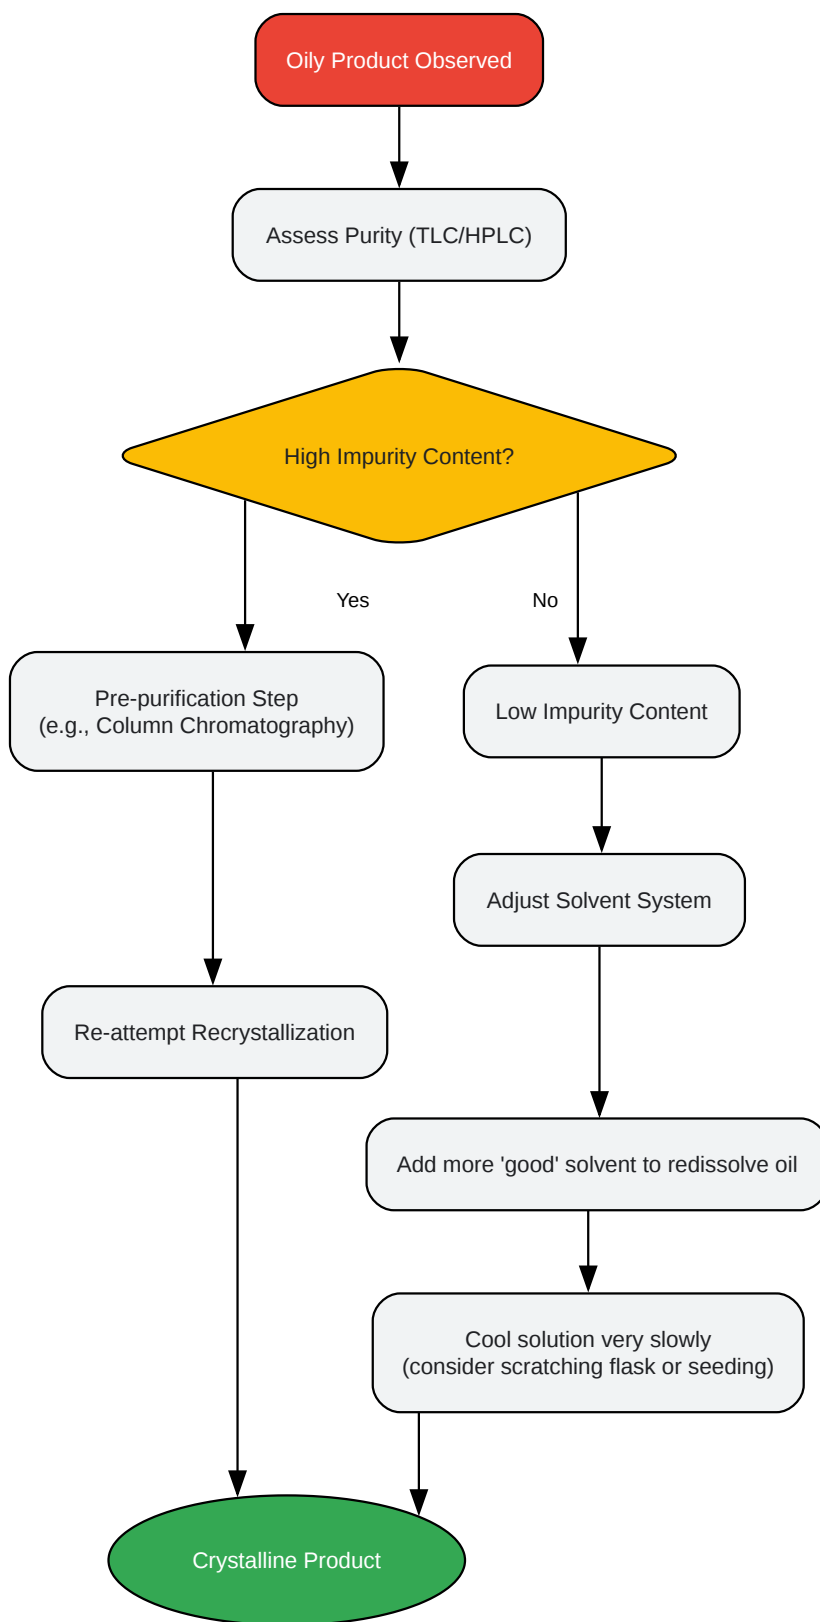 Oily Product Observed
Assess Purity (TLC/HPLC)
High Impurity Content?
Yes
No
Pre-purification Step
(e.g., Column Chromatography)
Low Impurity Content
Adjust Solvent System
Re-attempt Recrystallization
Add more 'good' solvent to redissolve oil
Cool solution very slowly
(consider scratching flask or seeding)
Crystalline Product